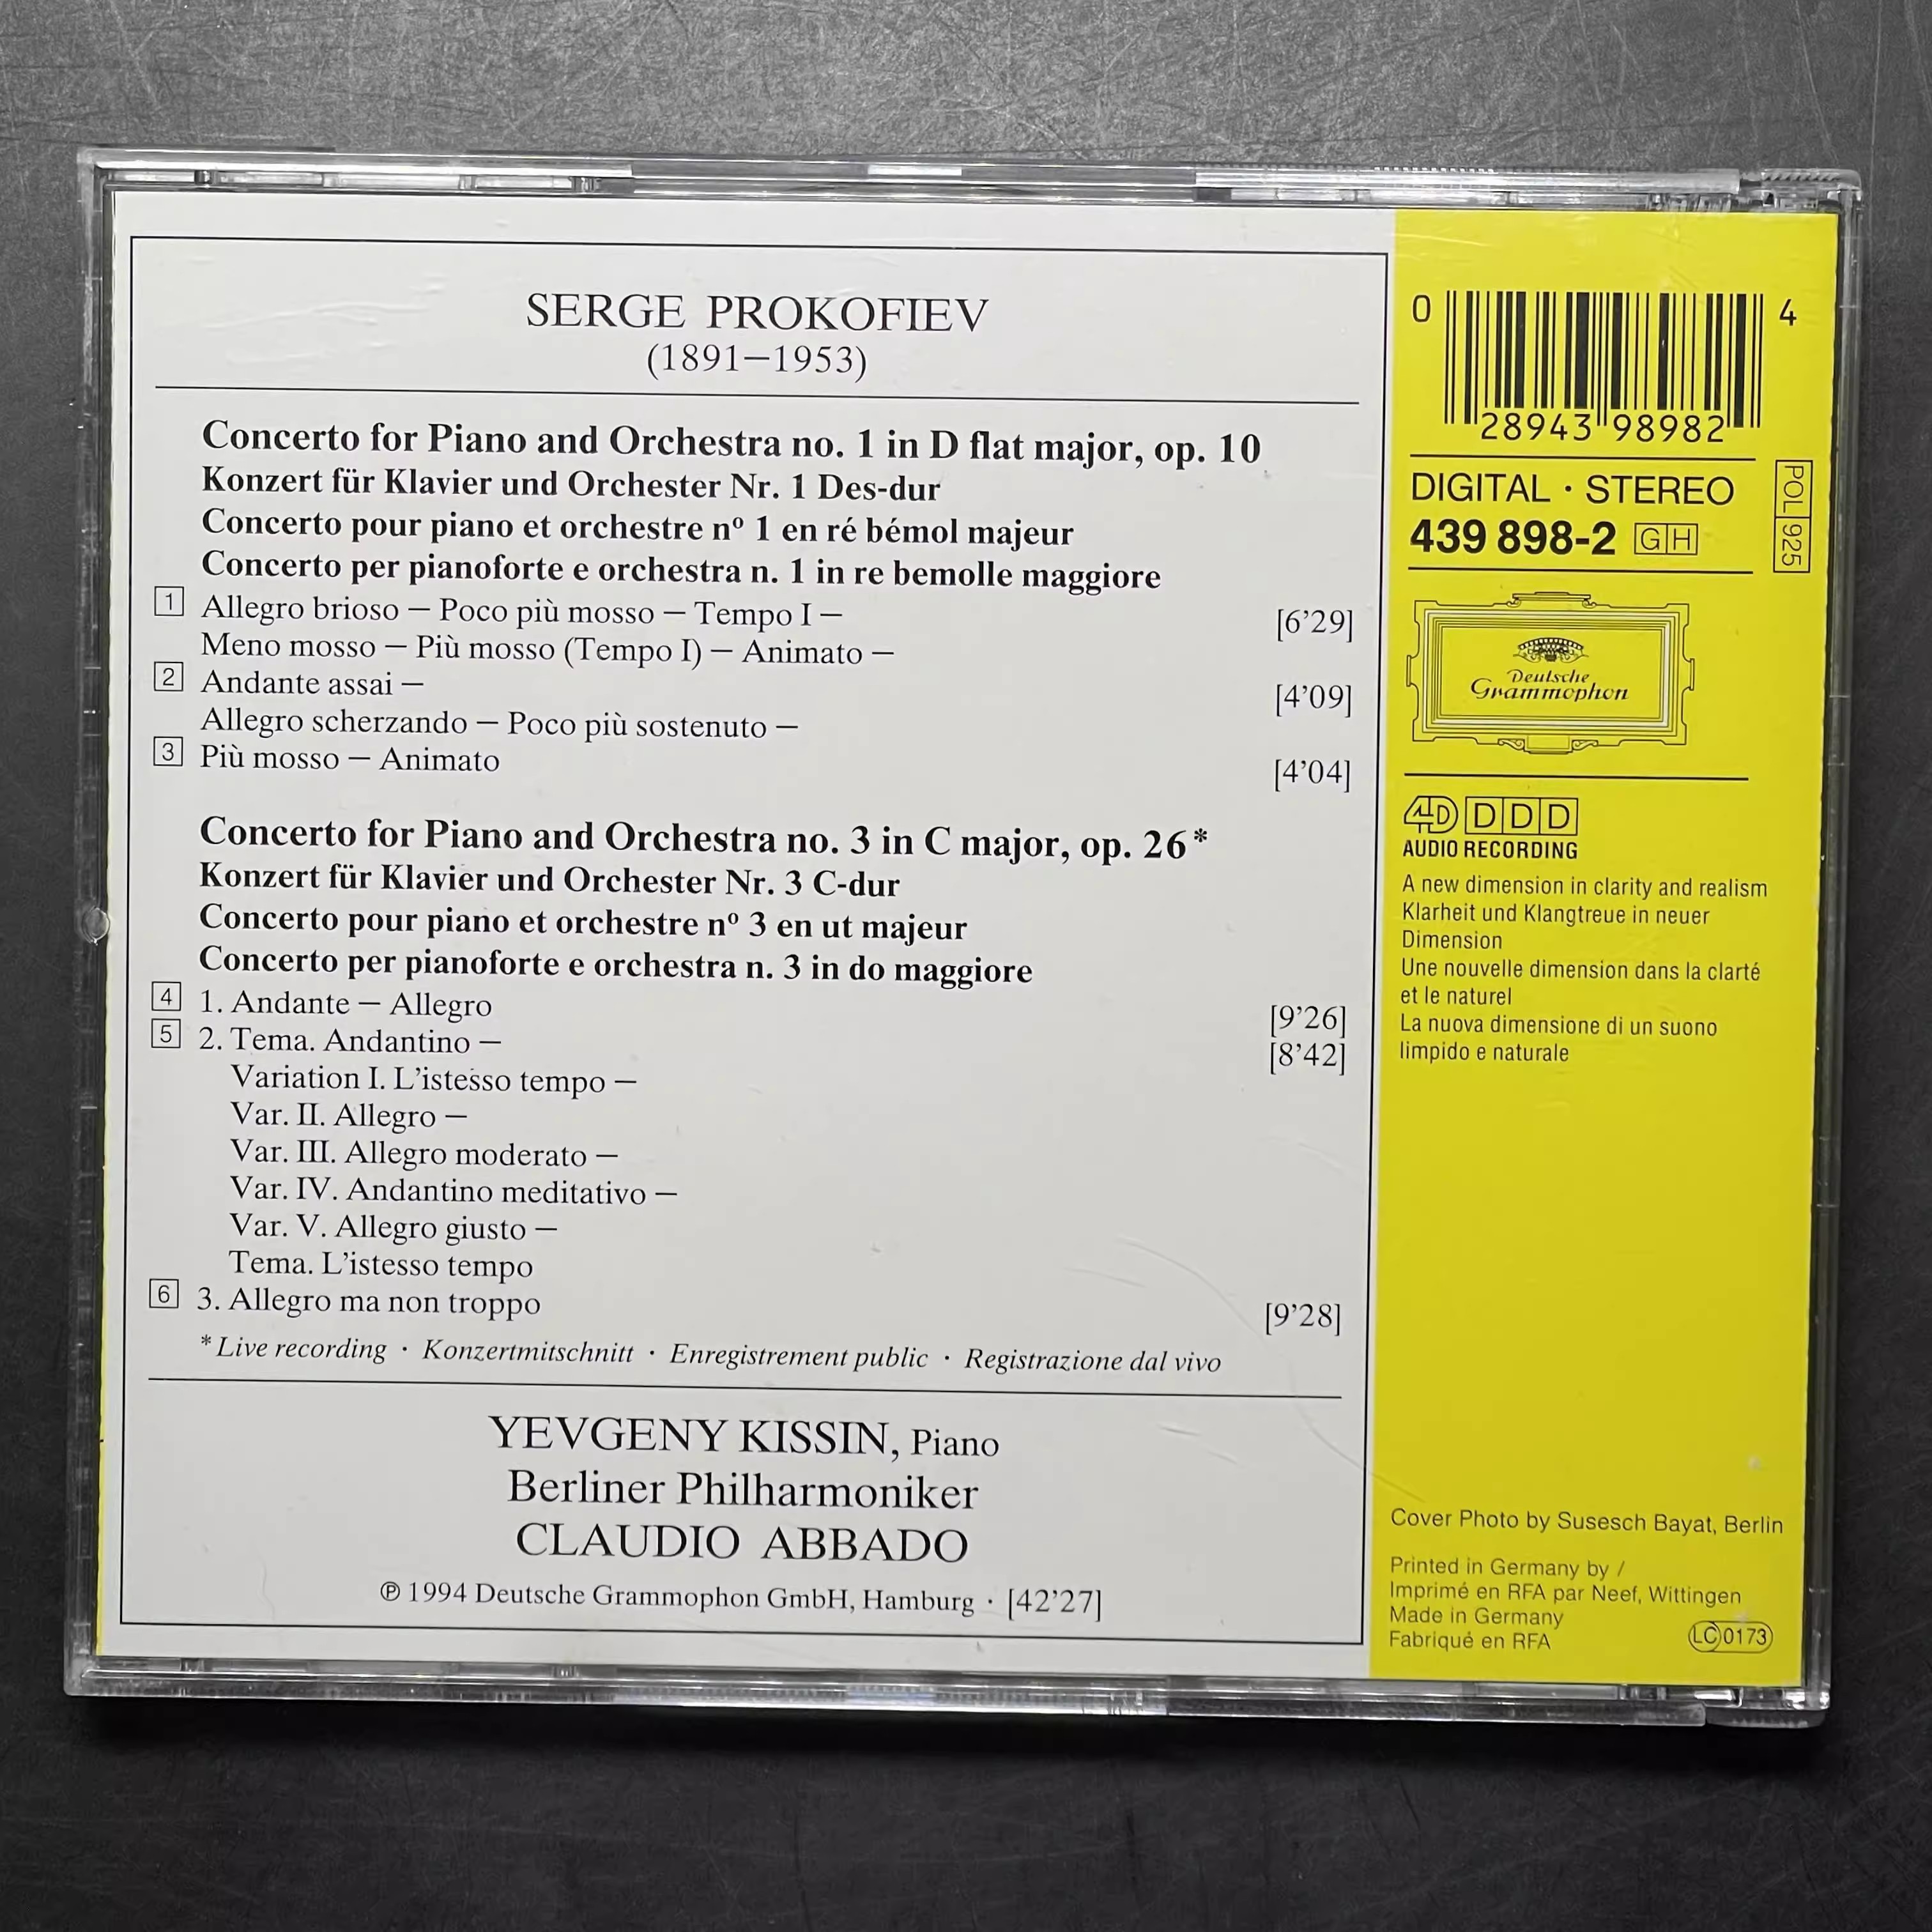 SERGE PROKOFIEV
(1891–1953)
Concerto for Piano and Orchestra no. 1 in D flat major, op. 10
Konzert für Klavier und Orchester Nr. 1 Des-dur
Concerto pour piano et orchestre nº 1 en ré bémol majeur
Concerto per pianoforte e orchestra n. 1 in re bemolle maggiore
1 Allegro brioso – Poco più mosso – Tempo I – [6’29]
Meno mosso – Più mosso (Tempo I) – Animato –
2 Andante assai – [4’09]
Allegro scherzando – Poco più sostenuto –
3 Più mosso – Animato [4’04]
Concerto for Piano and Orchestra no. 3 in C major, op. 26*
Konzert für Klavier und Orchester Nr. 3 C-dur
Concerto pour piano et orchestre nº 3 en ut majeur
Concerto per pianoforte e orchestra n. 3 in do maggiore
4 1. Andante – Allegro [9’26]
5 2. Tema. Andantino – [8’42]
Variation I. L’istesso tempo –
Var. II. Allegro –
Var. III. Allegro moderato –
Var. IV. Andantino meditativo –
Var. V. Allegro giusto –
Tema. L’istesso tempo
6 3. Allegro ma non troppo [9’28]
*Live recording · Konzertmitschnitt · Enregistrement public · Registrazione dal vivo
YEVGENY KISSIN, Piano
Berliner Philharmoniker
CLAUDIO ABBADO
℗ 1994 Deutsche Grammophon GmbH, Hamburg · [42’27]
0 28943 98982 4
DIGITAL · STEREO
439 898-2 GH
POL 925
Deutsche
Grammophon
4D DDD
AUDIO RECORDING
A new dimension in clarity and realism
Klarheit und Klangtreue in neuer
Dimension
Une nouvelle dimension dans la clarté
et le naturel
La nuova dimensione di un suono
limpido e naturale
Cover Photo by Susesch Bayat, Berlin
Printed in Germany by /
Imprimé en RFA par Neef, Wittingen
Made in Germany
Fabriqué en RFA
LC 0173